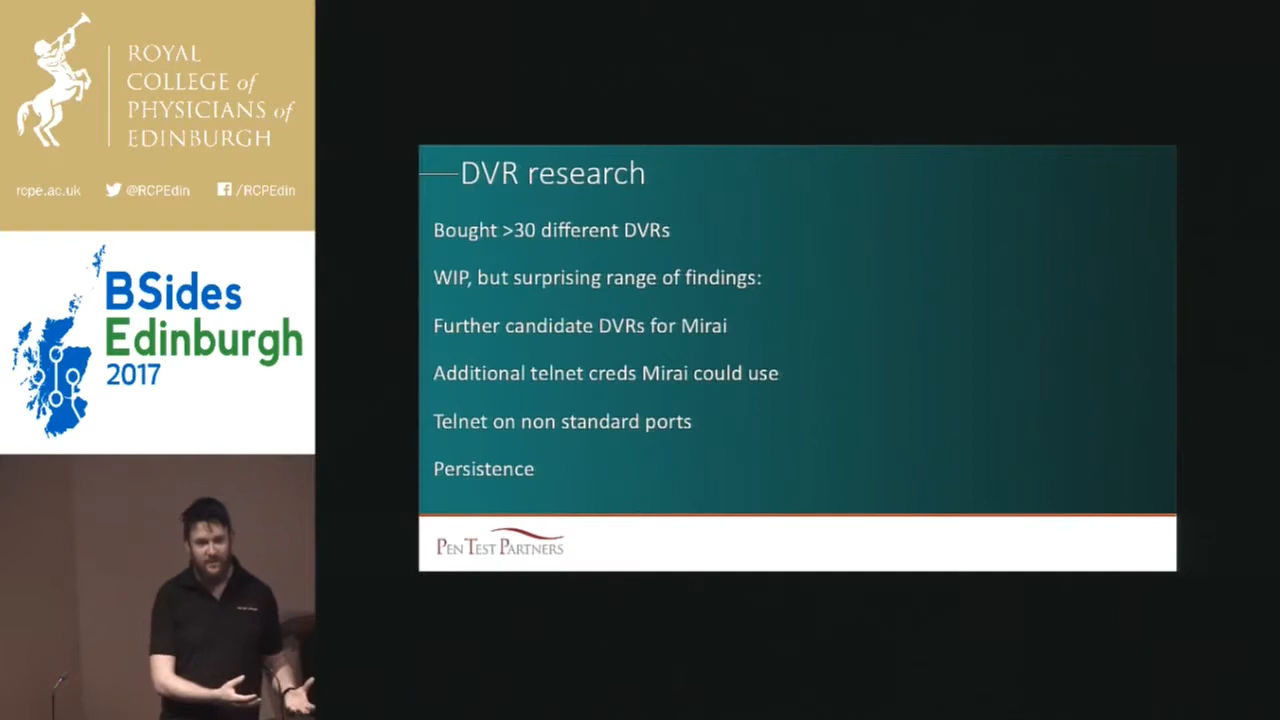 ROYAL
COLLEGE of
PHYSICIANS of
EDINBURGH
rcpe.ac.uk @RCPEdin /RCPEdin
BSides
Edinburgh
2017
DVR research
Bought >30 different DVRs
WIP, but surprising range of findings:
Further candidate DVRs for Mirai
Additional telnet creds Mirai could use
Telnet on non standard ports
Persistence
PEN TEST PARTNERS